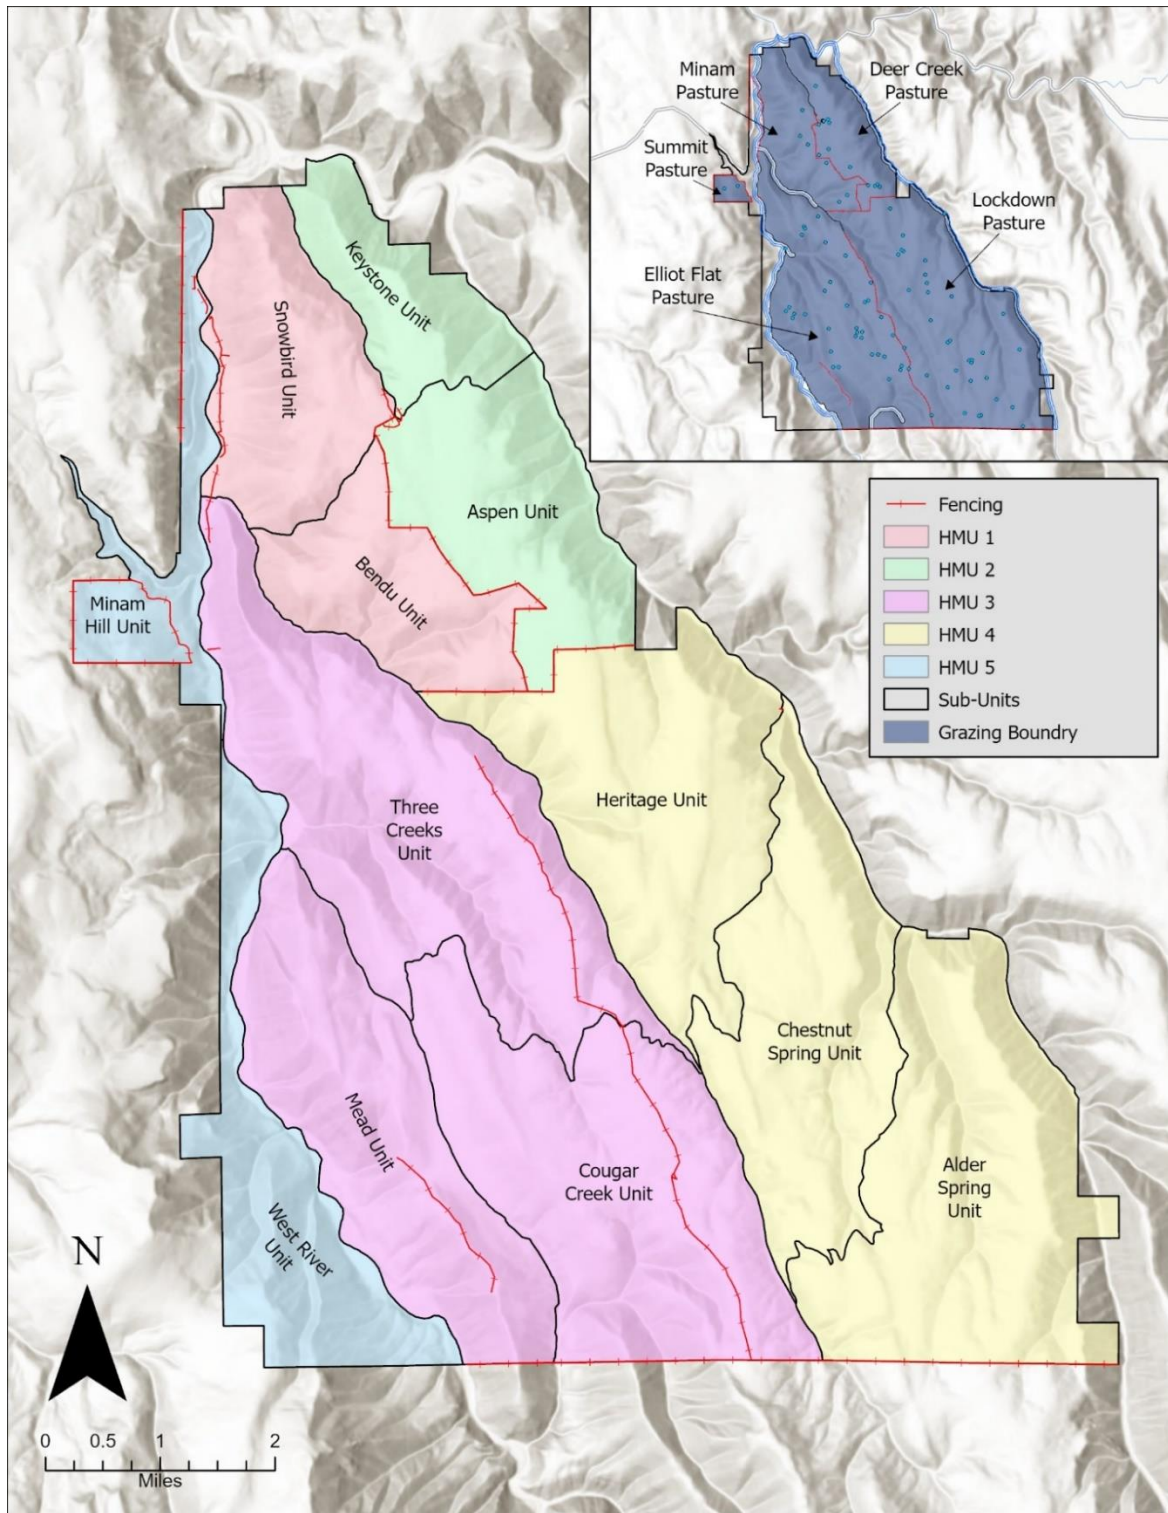 Minam
Pasture
Deer Creek
Pasture
Summit
Pasture
Lockdown
Pasture
Elliot Flat
Pasture
Keystone Unit
Snowbird Unit
Aspen Unit
Bendu Unit
Minam
Hill Unit
Three
Creeks
Unit
Heritage Unit
Chestnut
Spring Unit
Mead Unit
Cougar
Creek Unit
Alder
Spring
Unit
West River
Unit
Fencing
HMU 1
HMU 2
HMU 3
HMU 4
HMU 5
Sub-Units
Grazing Boundry
N
0 0.5 1 2
Miles